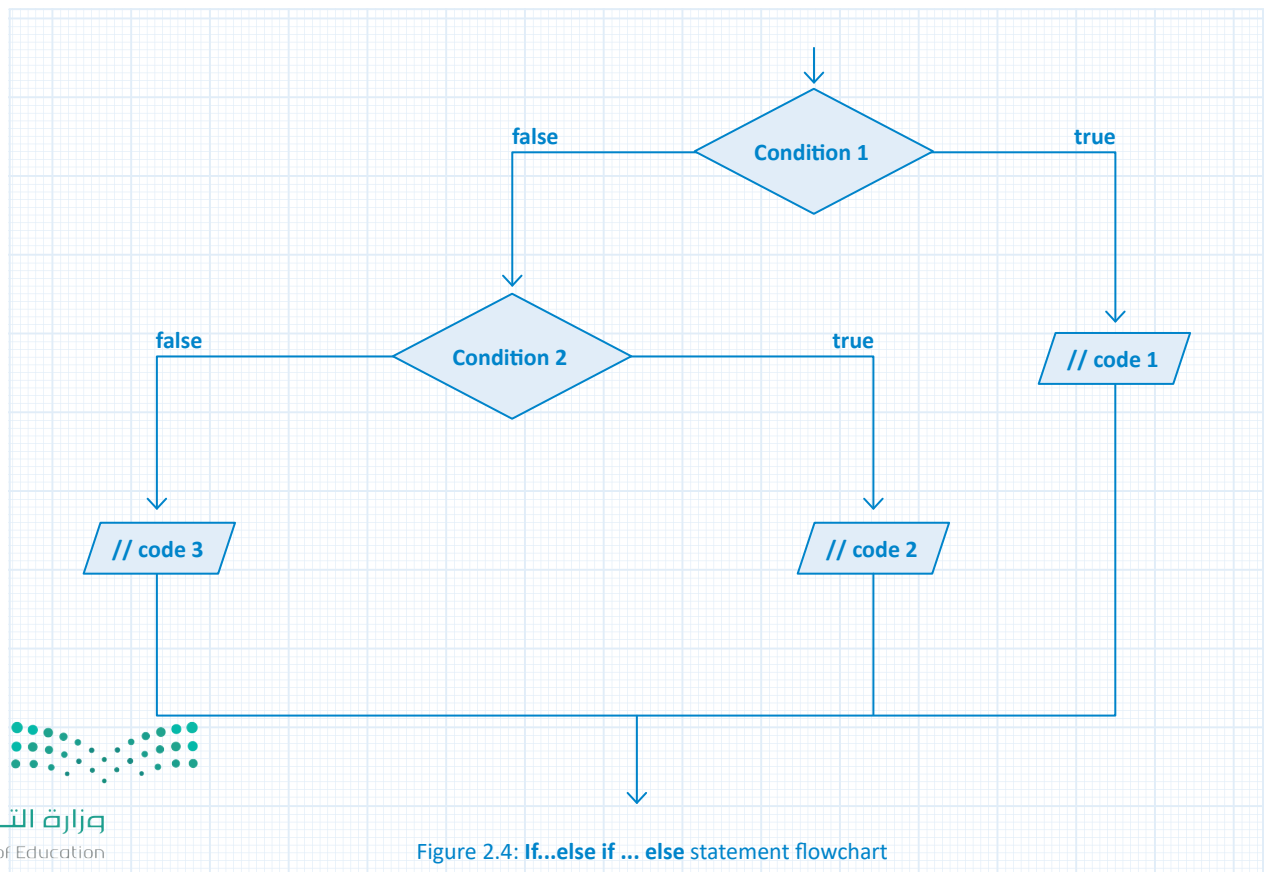 Condition 1
false
true
Condition 2
false
true
// code 1
// code 3
// code 2
وزارة
of Education
Figure 2.4: If...else if ... else statement flowchart